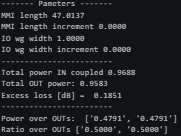 ------- Pameters -------
MMI length 47.0137
MMI length increment 0.0000
IO wg width 1.0000
IO wg width increment 0.0000
------------------------
Total power IN coupled 0.9688
Total OUT power: 0.9583
Excess loss [dB] =  0.1851
------------------------
Power over OUTs:  ['0.4791', '0.4791']
Ratio over OUTs ['0.5000', '0.5000']